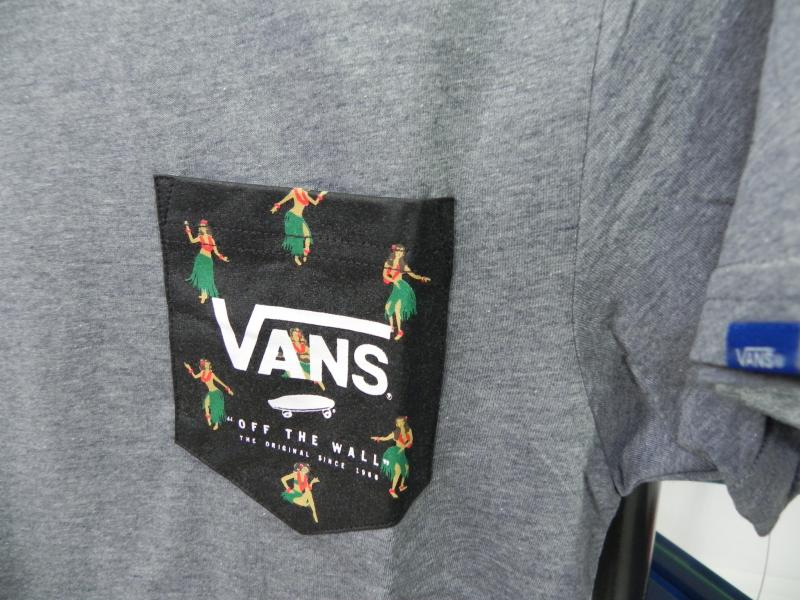 VANS®
"OFF THE WALL"
THE ORIGINAL SINCE 1966
VANS®